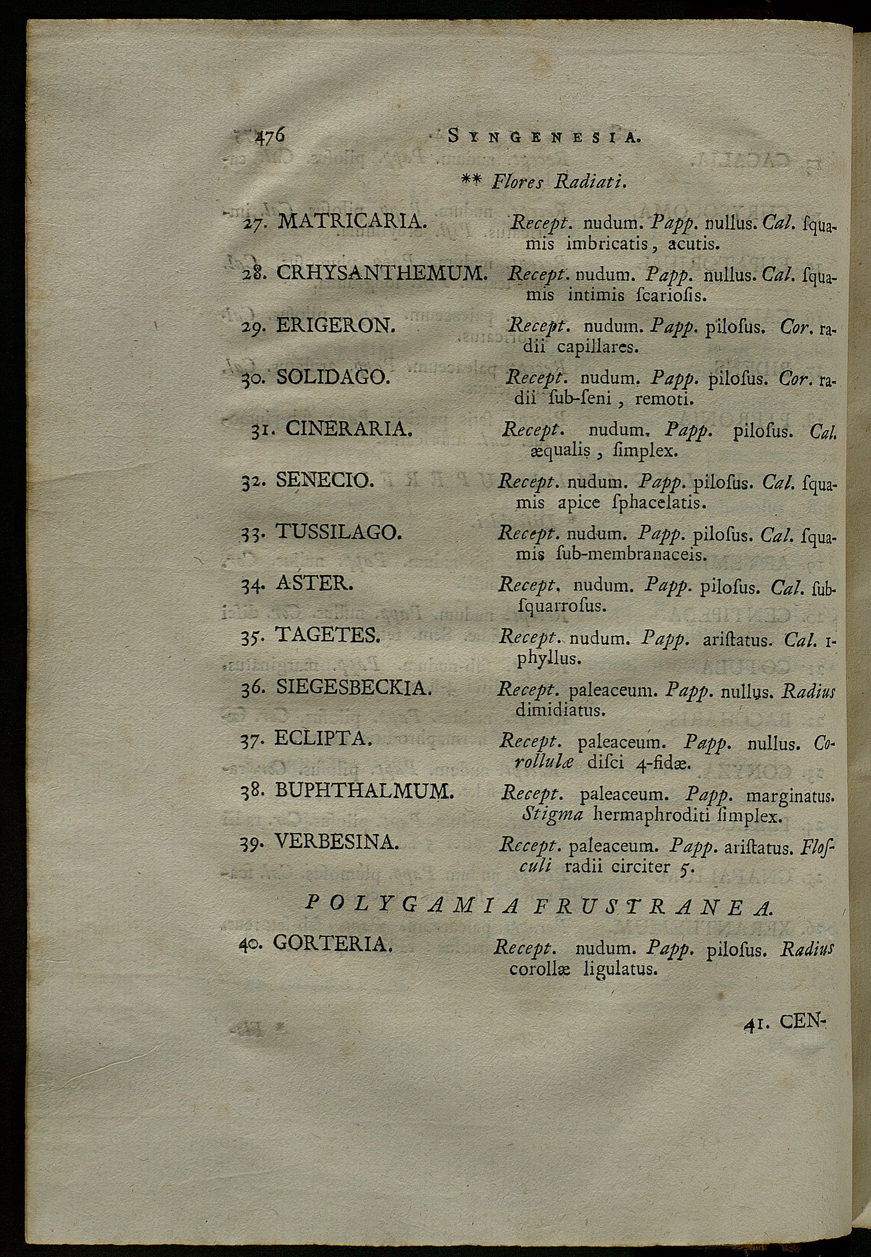 476 SYNGENESIA.
** Flores Radiati.
27. MATRICARIA. Recept. nudum. Papp. nullus. Cal. ſqua-
mis imbricatis, acutis.
28. CRHYSANTHEMUM. Recept. nudum. Papp. nullus. Cal. ſqua-
mis intimis ſcarioſis.
29. ERIGERON. Recept. nudum. Papp. piloſus. Cor. ra-
dii capillares.
30. SOLIDAGO. Recept. nudum. Papp. piloſus. Cor. ra-
dii ſub-ſeni, remoti.
31. CINERARIA. Recept. nudum. Papp. piloſus. Cal.
æqualis, ſimplex.
32. SENECIO. Recept. nudum. Papp. piloſus. Cal. ſqua-
mis apice ſphacelatis.
33. TUSSILAGO. Recept. nudum. Papp. piloſus. Cal. ſqua-
mis ſub-membranaceis.
34. ASTER. Recept. nudum. Papp. piloſus. Cal. ſub-
ſquarroſus.
35. TAGETES. Recept. nudum. Papp. ariſtatus. Cal. 1-
phyllus.
36. SIEGESBECKIA. Recept. paleaceum. Papp. nullus. Radius
dimidiatus.
37. ECLIPTA. Recept. paleaceum. Papp. nullus. Co-
rollulæ diſci 4-fidæ.
38. BUPHTHALMUM. Recept. paleaceum. Papp. marginatus.
Stigma hermaphroditi ſimplex.
39. VERBESINA. Recept. paleaceum. Papp. ariſtatus. Floſ-
culi radii circiter 5.
POLYGAMIA FRUSTRANEA.
40. GORTERIA. Recept. nudum. Papp. piloſus. Radius
corollæ ligulatus.
41. CEN-